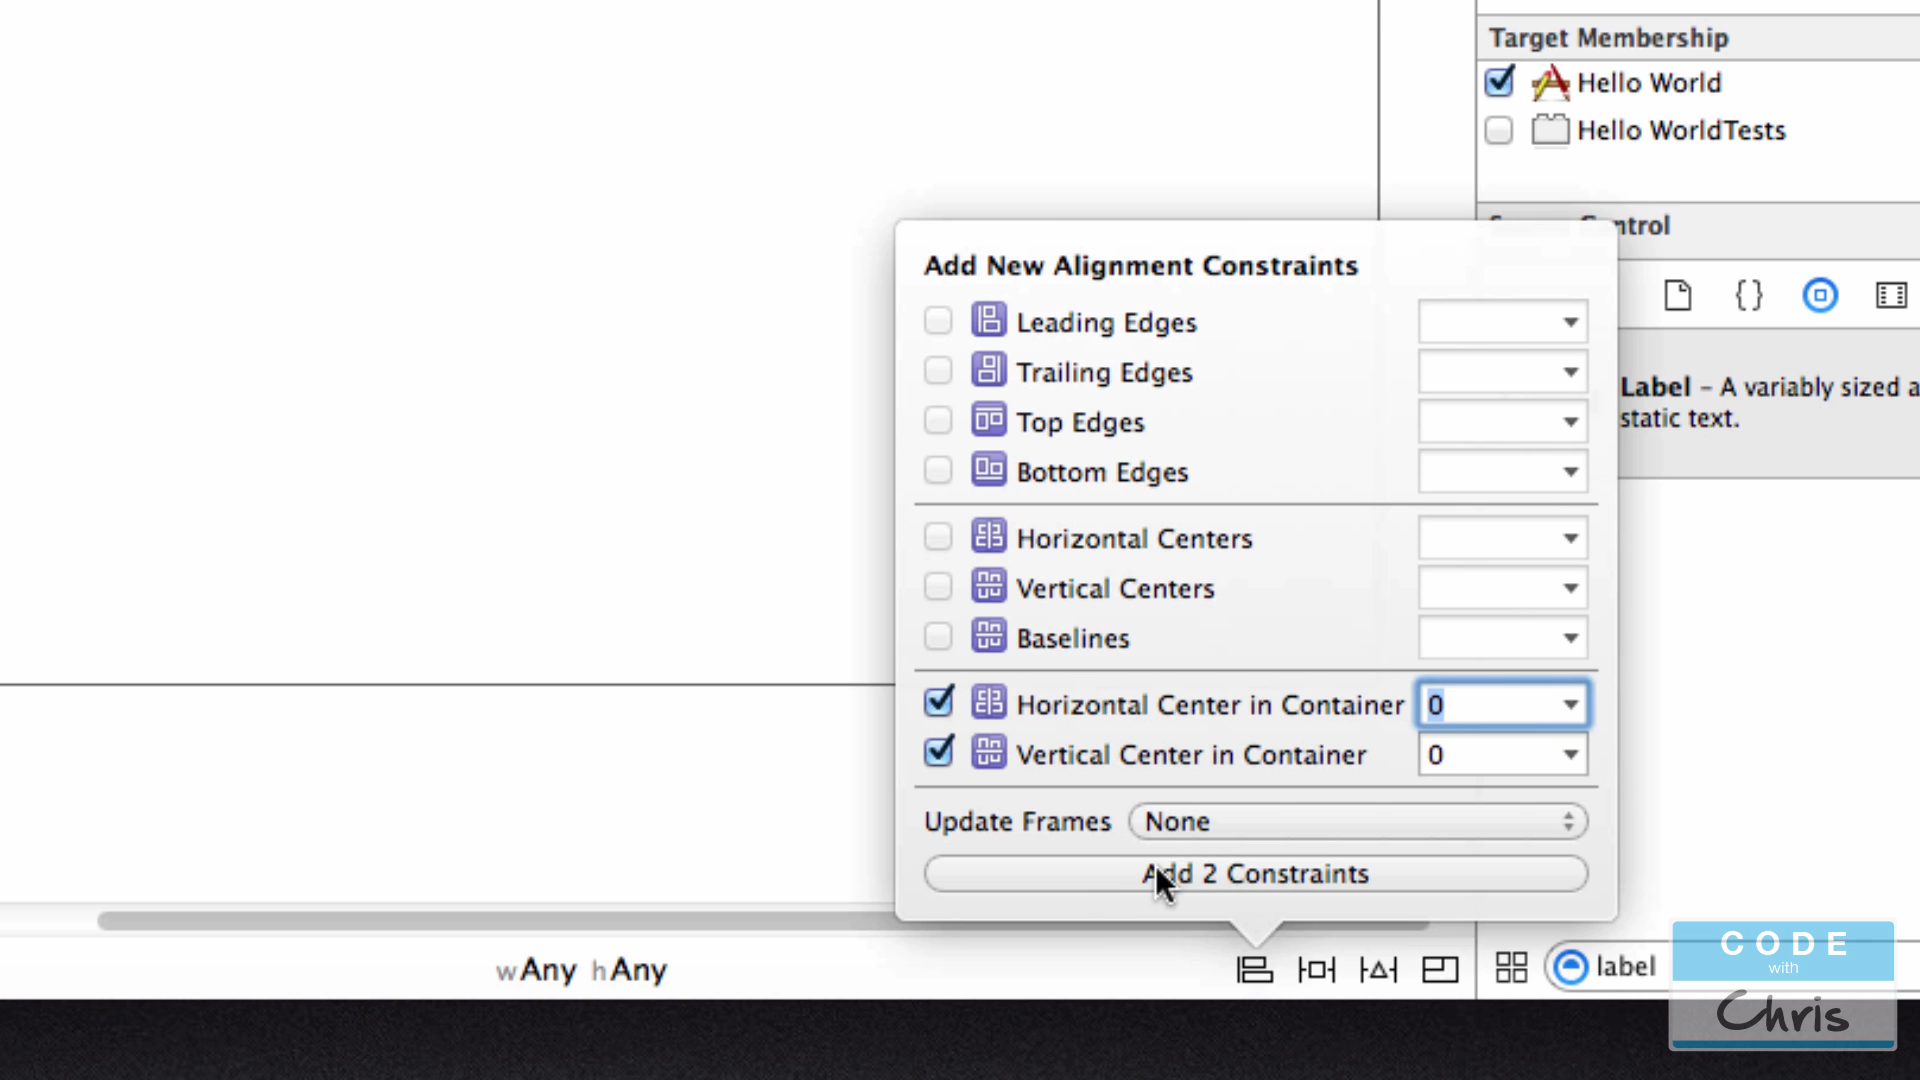 Target Membership
Hello World
Hello WorldTests
ntrol
Add New Alignment Constraints
Leading Edges
Trailing Edges
Top Edges
Bottom Edges
Horizontal Centers
Vertical Centers
Baselines
Horizontal Center in Container 0
Vertical Center in Container 0
Update Frames None
Add 2 Constraints
{}
Label – A variably sized a
static text.
wAny hAny
label
CODE
with
Chris